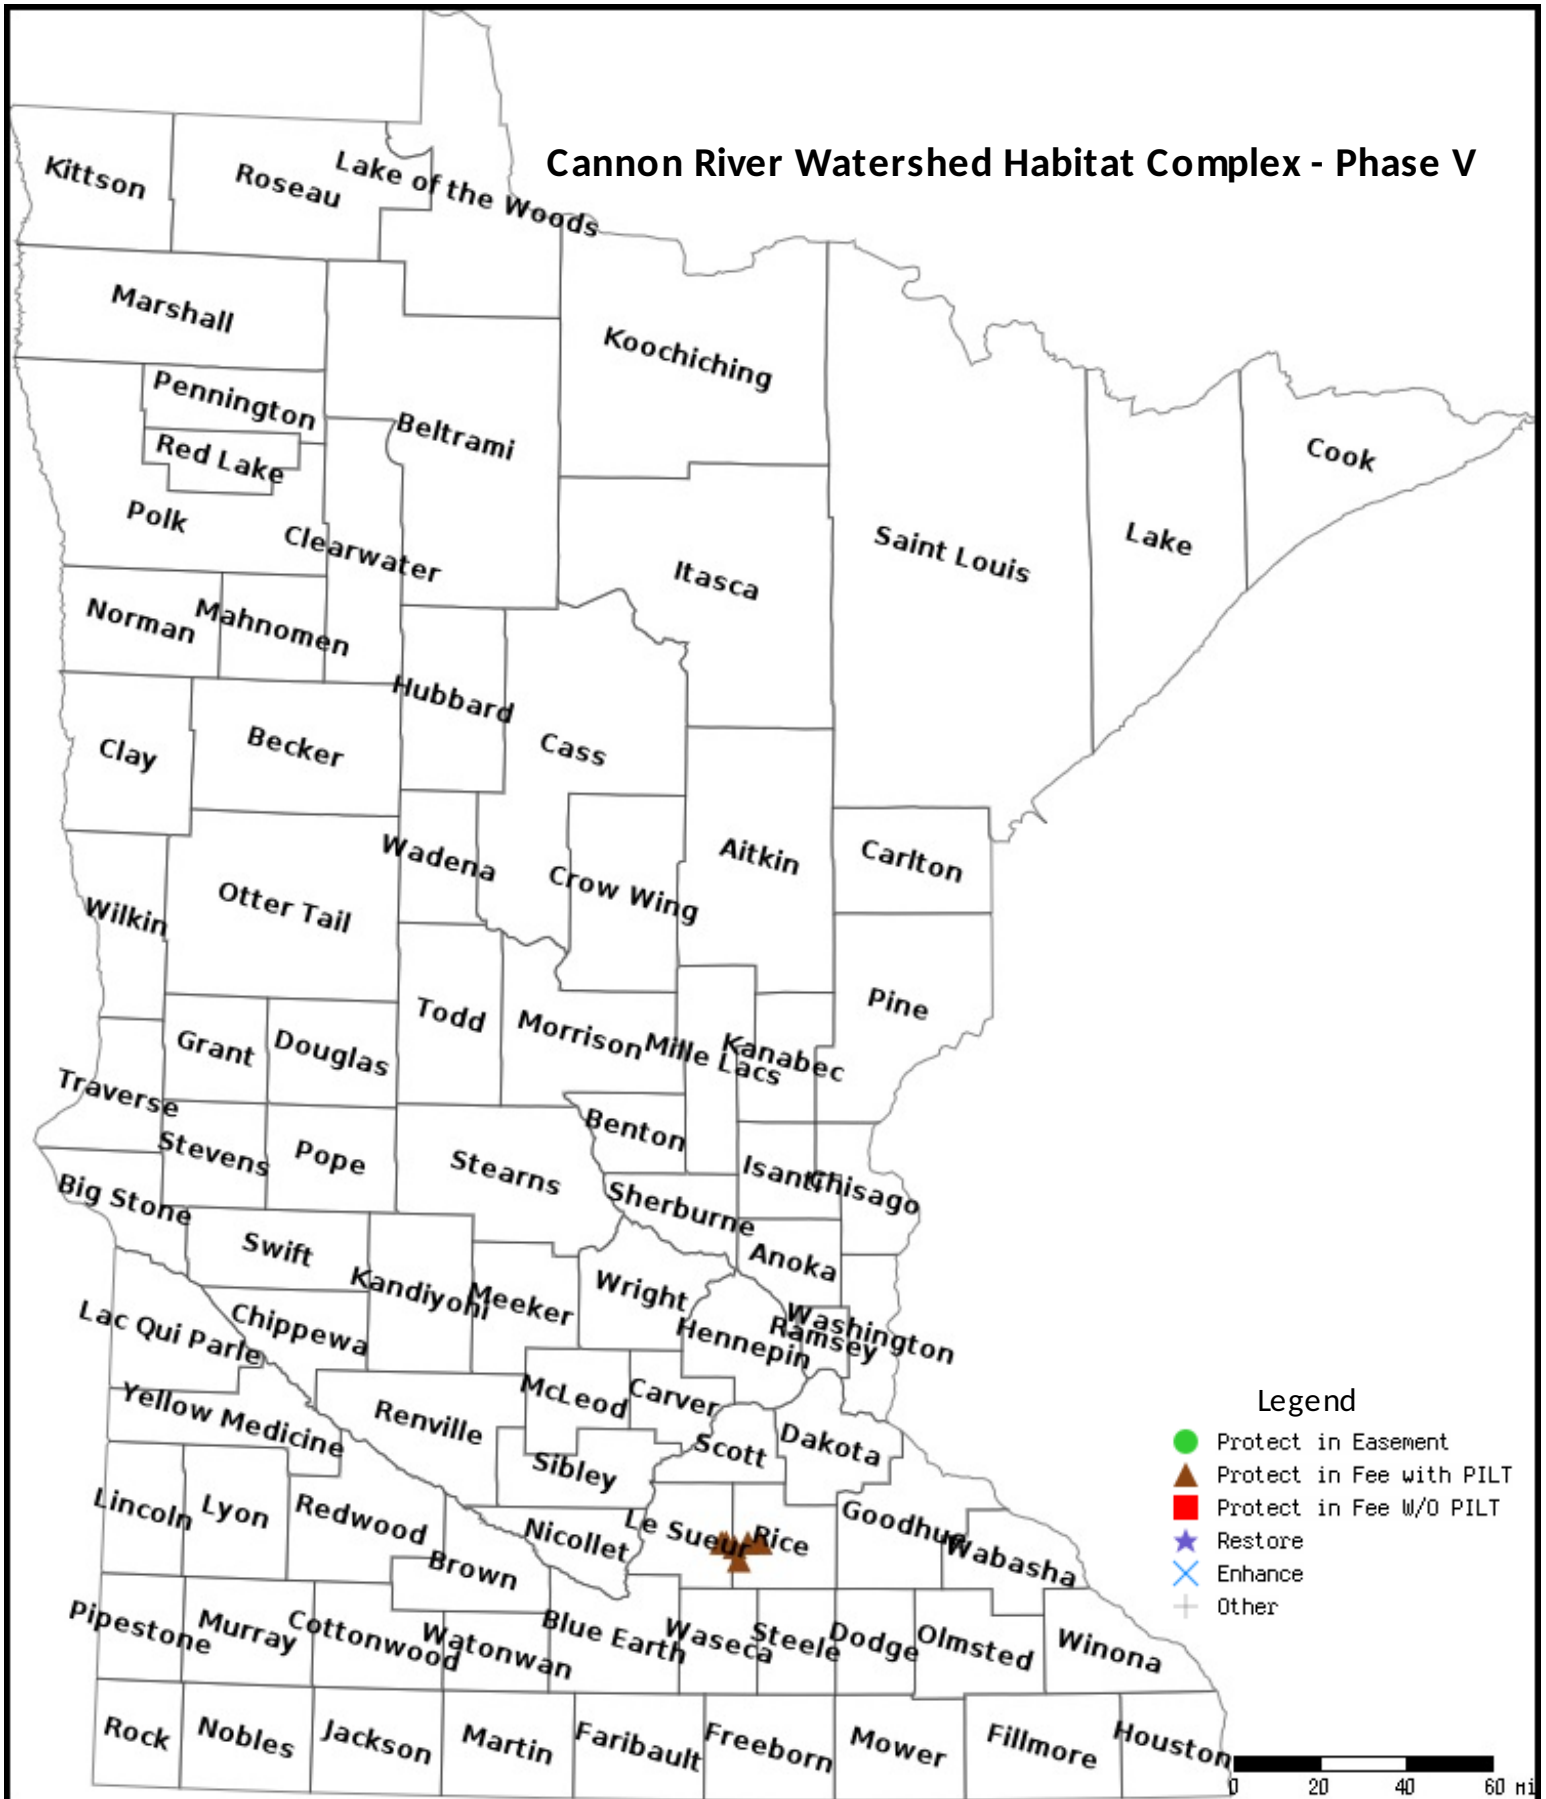 Cannon River Watershed Habitat Complex - Phase V
Kittson
Roseau
Lake of the Woods
Marshall
Koochiching
Pennington
Beltrami
Red Lake
Cook
Polk
Clearwater
Saint Louis
Lake
Itasca
Norman
Mahnomen
Hubbard
Clay
Becker
Cass
Wadena
Aitkin
Carlton
Crow Wing
Otter Tail
Wilkin
Pine
Todd
Morrison
Mille Lacs
Kanabec
Grant
Douglas
Traverse
Benton
Stevens
Pope
Stearns
Isanti
Chisago
Big Stone
Sherburne
Swift
Anoka
Kandiyohi
Meeker
Wright
Washington
Ramsey
Hennepin
Lac Qui Parle
Chippewa
McLeod
Carver
Yellow Medicine
Renville
Scott
Dakota
Sibley
Lincoln
Lyon
Redwood
Nicollet
Le Sueur
Rice
Goodhue
Wabasha
Brown
Pipestone
Murray
Cottonwood
Watonwan
Blue Earth
Waseca
Steele
Dodge
Olmsted
Winona
Rock
Nobles
Jackson
Martin
Faribault
Freeborn
Mower
Fillmore
Houston
Legend
Protect in Easement
Protect in Fee with PILT
Protect in Fee W/O PILT
Restore
Enhance
Other
0 20 40 60 mi